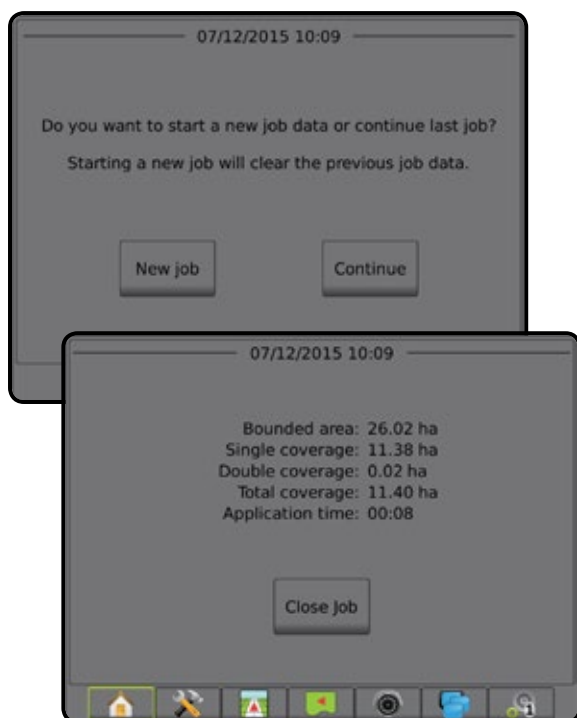 07/12/2015 10:09
Do you want to start a new job data or continue last job?
Starting a new job will clear the previous job data.
New job
Continue
07/12/2015 10:09
Bounded area: 26.02 ha
Single coverage: 11.38 ha
Double coverage: 0.02 ha
Total coverage: 11.40 ha
Application time: 00:08
Close Job